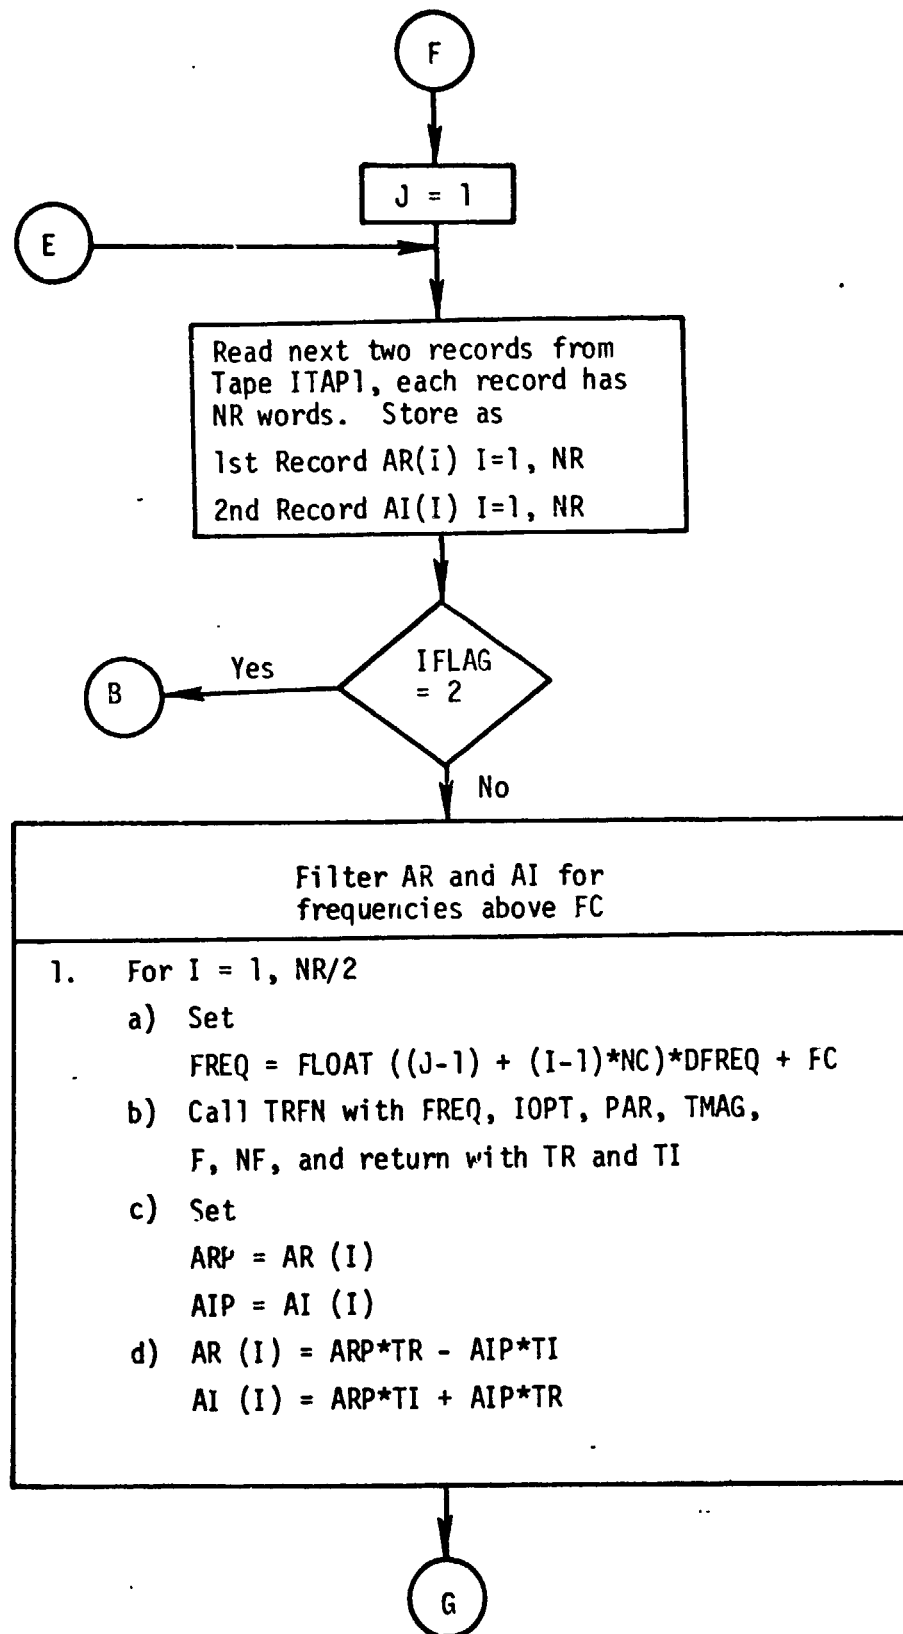 F
J = 1
E
Read next two records from
Tape ITAP1, each record has
NR words. Store as
1st Record AR(i) I=1, NR
2nd Record AI(I) I=1, NR
IFLAG
= 2
Yes
B
No
Filter AR and AI for
frequencies above FC
1. For I = 1, NR/2
a) Set
FREQ = FLOAT ((J-1) + (I-1)*NC)*DFREQ + FC
b) Call TRFN with FREQ, IOPT, PAR, TMAG,
F, NF, and return with TR and TI
c) Set
ARP = AR (I)
AIP = AI (I)
d) AR (I) = ARP*TR - AIP*TI
AI (I) = ARP*TI + AIP*TR
G